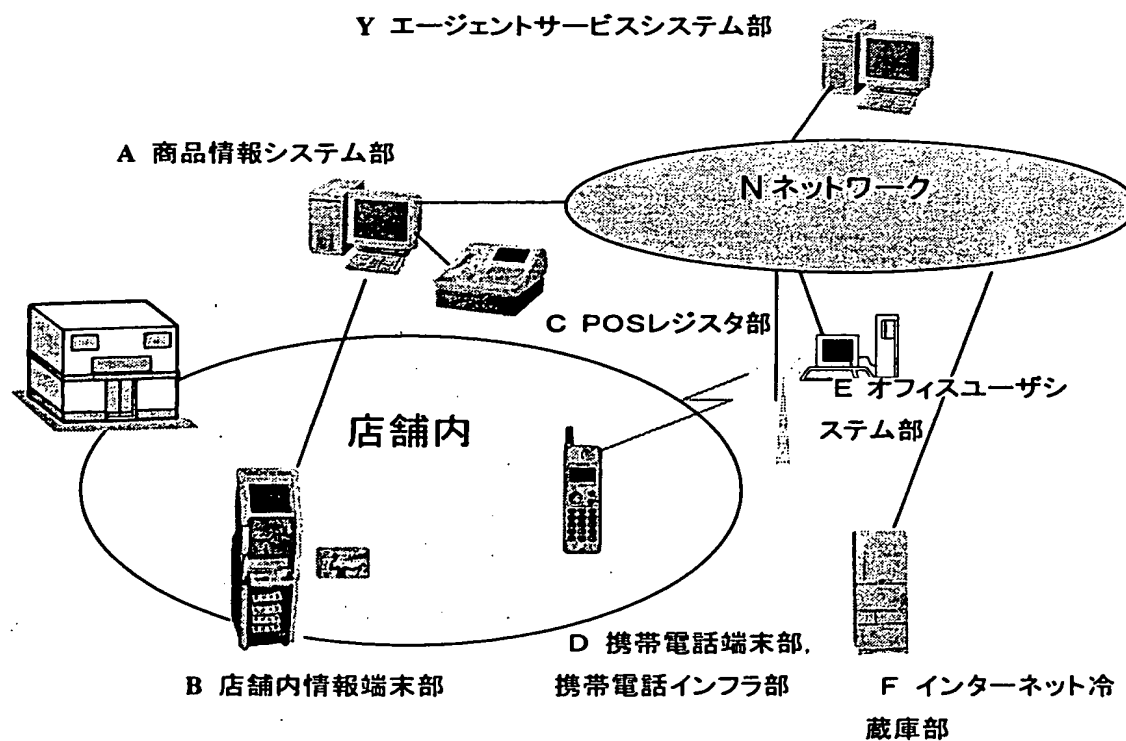 Y エージェントサービスシステム部
A 商品情報システム部
Nネットワーク
C POSレジスタ部
E オフィスユーザシ
ステム部
店舗内
D 携帯電話端末部,
携帯電話インフラ部
B 店舗内情報端末部
F インターネット冷
蔵庫部